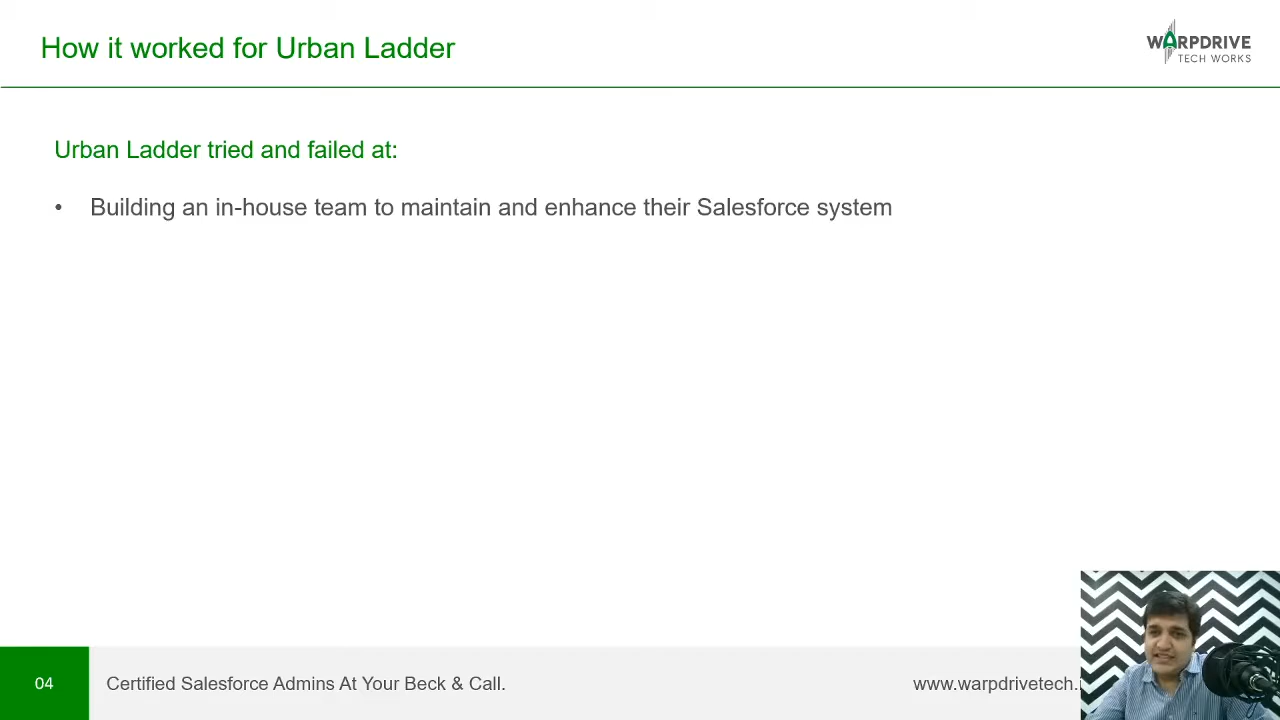 How it worked for Urban Ladder
WARPDRIVE
TECH WORKS
Urban Ladder tried and failed at:
• Building an in-house team to maintain and enhance their Salesforce system
04
Certified Salesforce Admins At Your Beck & Call.
www.warpdrivetech.